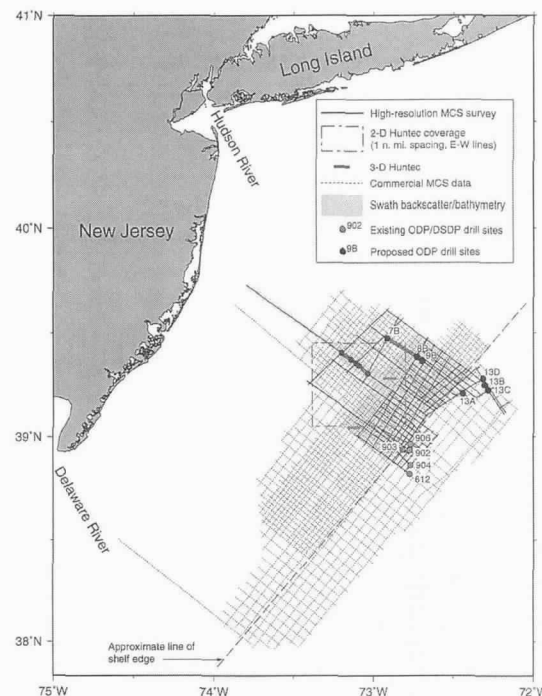 41°N
40°N
39°N
38°N
75°W
74°W
73°W
72°W
Long Island
Hudson River
New Jersey
Delaware River
High-resolution MCS survey
2-D Huntec coverage
(1 n. mi. spacing, E-W lines)
3-D Huntec
Commercial MCS data
Swath backscatter/bathymetry
902 Existing ODP/DSDP drill sites
9B Proposed ODP drill sites
7B
8B
9B
13D
13B
13C
13A
906
903
902
904
612
Approximate line of
shelf edge